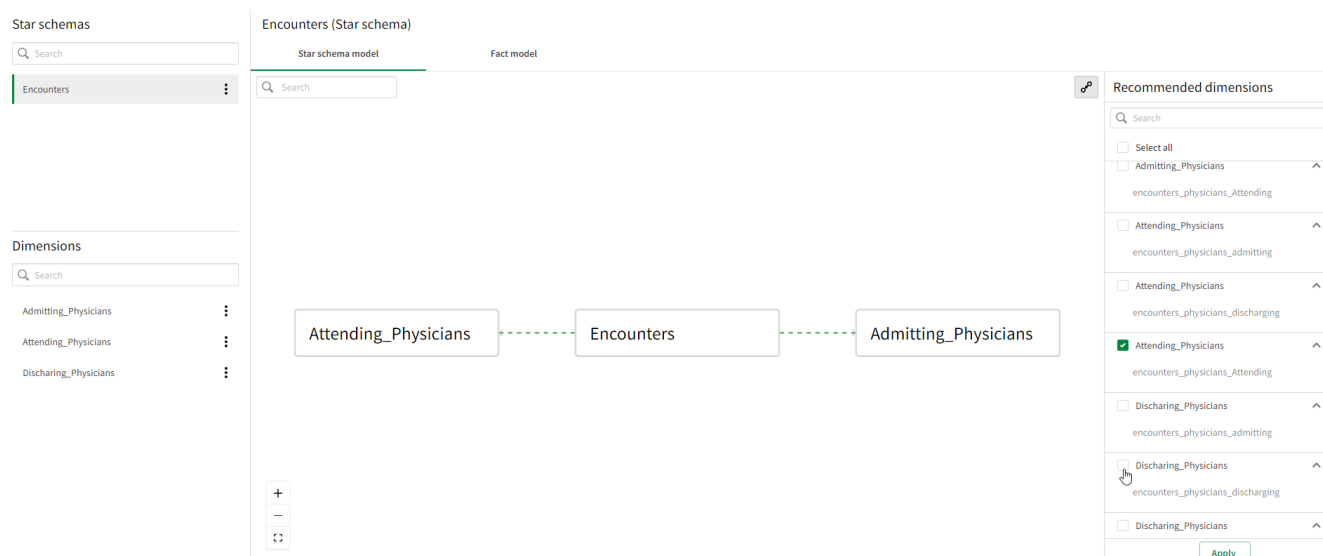 Star schemas
Search
Encounters
Dimensions
Search
Admitting_Physicians
Attending_Physicians
Discharing_Physicians
Encounters (Star schema)
Star schema model
Fact model
Search
Attending_Physicians
Encounters
Admitting_Physicians
Recommended dimensions
Search
Select all
Admitting_Physicians
encounters_physicians_Attending
Attending_Physicians
encounters_physicians_admitting
Attending_Physicians
encounters_physicians_discharging
Attending_Physicians
encounters_physicians_Attending
Discharing_Physicians
encounters_physicians_admitting
Discharing_Physicians
encounters_physicians_discharging
Discharing_Physicians
Apply